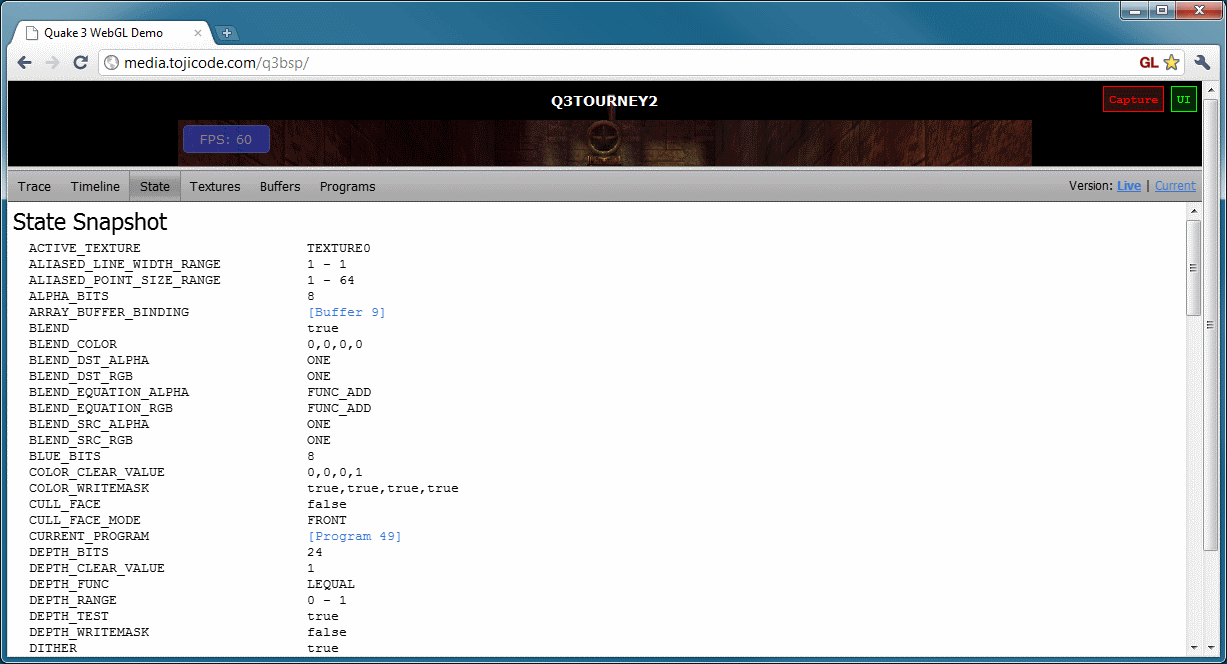 Quake 3 WebGL Demo
media.tojicode.com/q3bsp/
GL
Q3TOURNEY2
Capture
UI
FPS: 60
Trace Timeline State Textures Buffers Programs Version: Live | Current
State Snapshot
ACTIVE_TEXTURE TEXTURE0
ALIASED_LINE_WIDTH_RANGE 1 - 1
ALIASED_POINT_SIZE_RANGE 1 - 64
ALPHA_BITS 8
ARRAY_BUFFER_BINDING [Buffer 9]
BLEND true
BLEND_COLOR 0,0,0,0
BLEND_DST_ALPHA ONE
BLEND_DST_RGB ONE
BLEND_EQUATION_ALPHA FUNC_ADD
BLEND_EQUATION_RGB FUNC_ADD
BLEND_SRC_ALPHA ONE
BLEND_SRC_RGB ONE
BLUE_BITS 8
COLOR_CLEAR_VALUE 0,0,0,1
COLOR_WRITEMASK true,true,true,true
CULL_FACE false
CULL_FACE_MODE FRONT
CURRENT_PROGRAM [Program 49]
DEPTH_BITS 24
DEPTH_CLEAR_VALUE 1
DEPTH_FUNC LEQUAL
DEPTH_RANGE 0 - 1
DEPTH_TEST true
DEPTH_WRITEMASK false
DITHER true